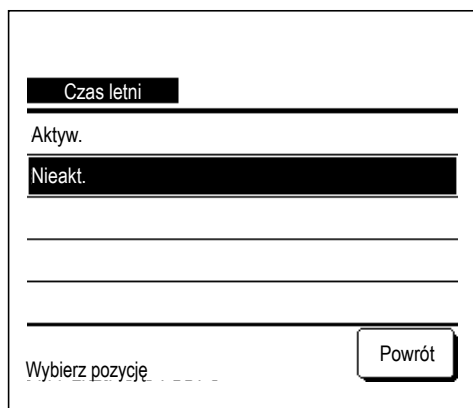 Czas letni
Aktyw.
Nieakt.
Wybierz pozycję
Powrót